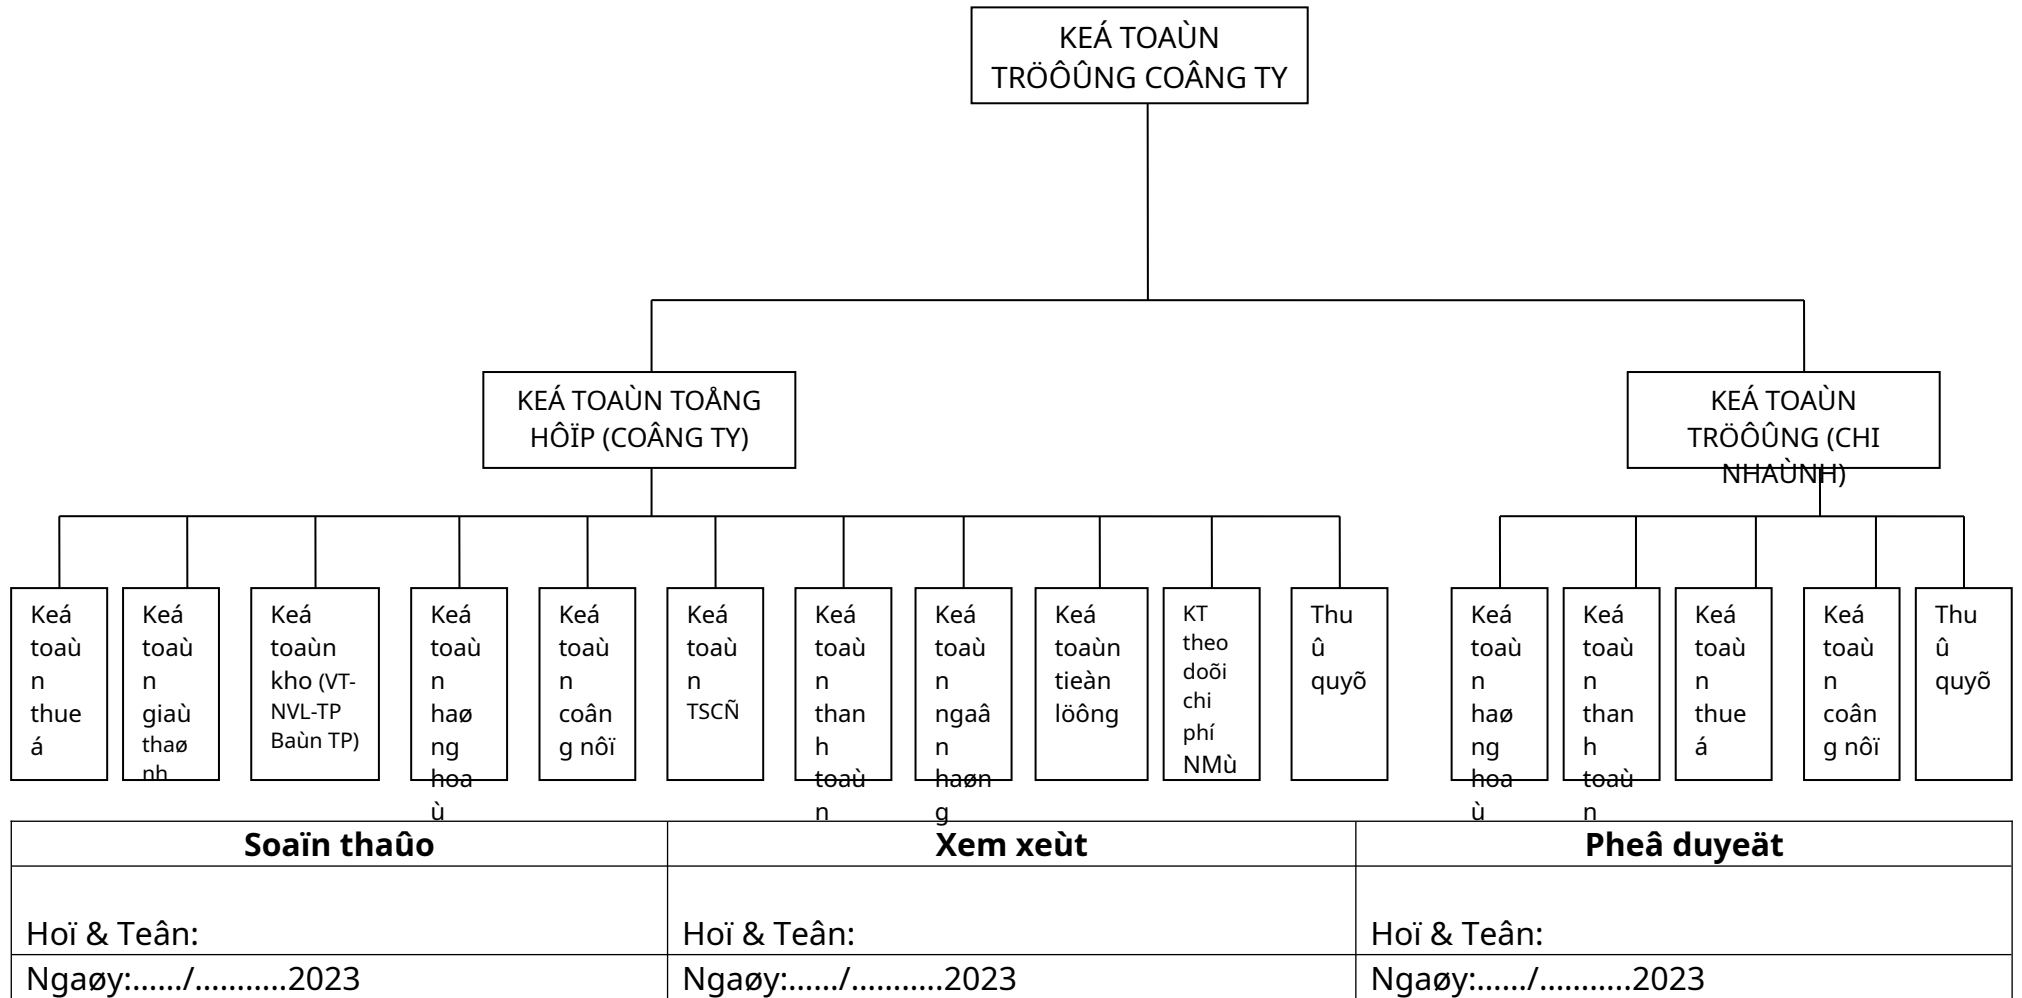 KEÁ TOAÙN
TRÖÔÛNG COÂNG TY
KEÁ TOAÙN TOÅNG
HÔÏP (COÂNG TY)
KEÁ TOAÙN
TRÖÔÛNG (CHI
NHAÙNH)
Keá
toaù
n
thue
á
Keá
toaù
n
giaù
thaø
nh
Keá
toaùn
kho (VT-
NVL-TP
Baùn TP)
Keá
toaù
n
haø
ng
hoa
ù
Keá
toaù
n
coân
g nôï
Keá
toaù
n
TSCÑ
Keá
toaù
n
than
h
toaù
n
Keá
toaù
n
ngaâ
n
haøn
g
Keá
toaùn
tieàn
löông
KT
theo
doõi
chi
phí
NMù
Thu
û
quyõ
Keá
toaù
n
haø
ng
hoa
ù
Keá
toaù
n
than
h
toaù
n
Keá
toaù
n
thue
á
Keá
toaù
n
coân
g nôï
Thu
û
quyõ
Soaïn thaûo
Xem xeùt
Pheâ duyeät
Hoï & Teân:
Hoï & Teân:
Hoï & Teân:
Ngaøy:....../...........2023
Ngaøy:....../...........2023
Ngaøy:....../...........2023